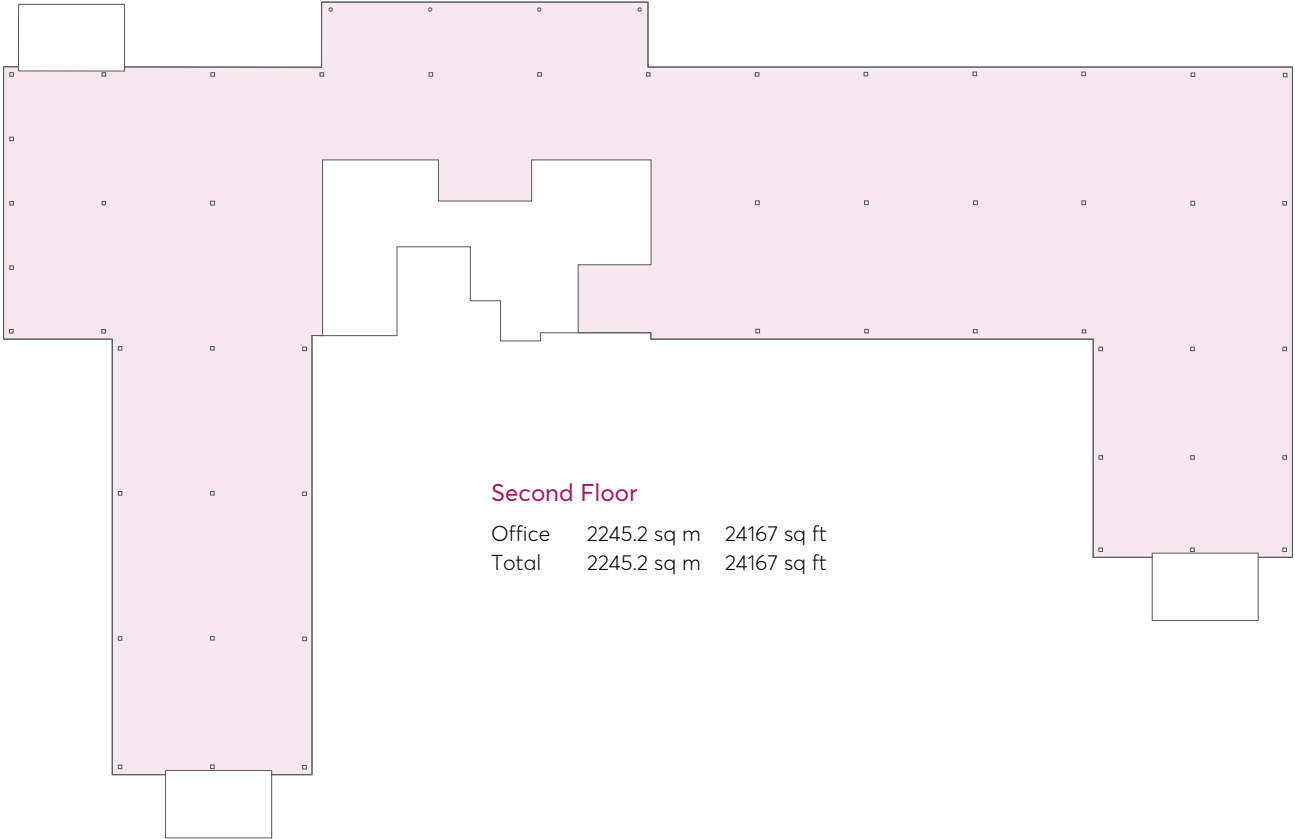 Second Floor
Office 2245.2 sq m 24167 sq ft
Total 2245.2 sq m 24167 sq ft